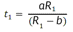 t₁ = aR₁ / (R₁ − b)